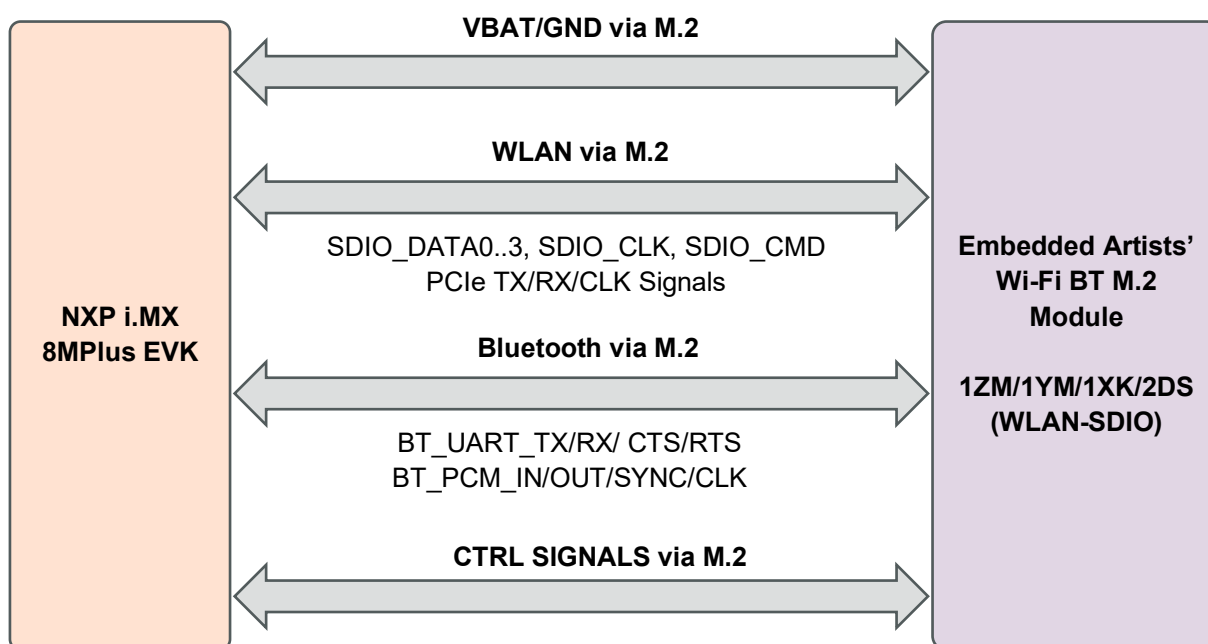 VBAT/GND via M.2
WLAN via M.2
SDIO_DATA0..3, SDIO_CLK, SDIO_CMD
PCIe TX/RX/CLK Signals
NXP i.MX
8MPlus EVK
Bluetooth via M.2
BT_UART_TX/RX/ CTS/RTS
BT_PCM_IN/OUT/SYNC/CLK
CTRL SIGNALS via M.2
Embedded Artists’
Wi-Fi BT M.2
Module
1ZM/1YM/1XK/2DS
(WLAN-SDIO)